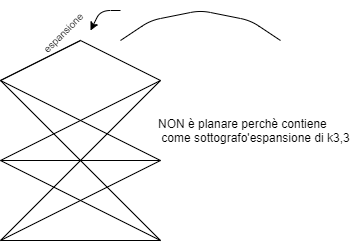 espansione
NON è planare perchè contiene
come sottografo'espansione di k3,3